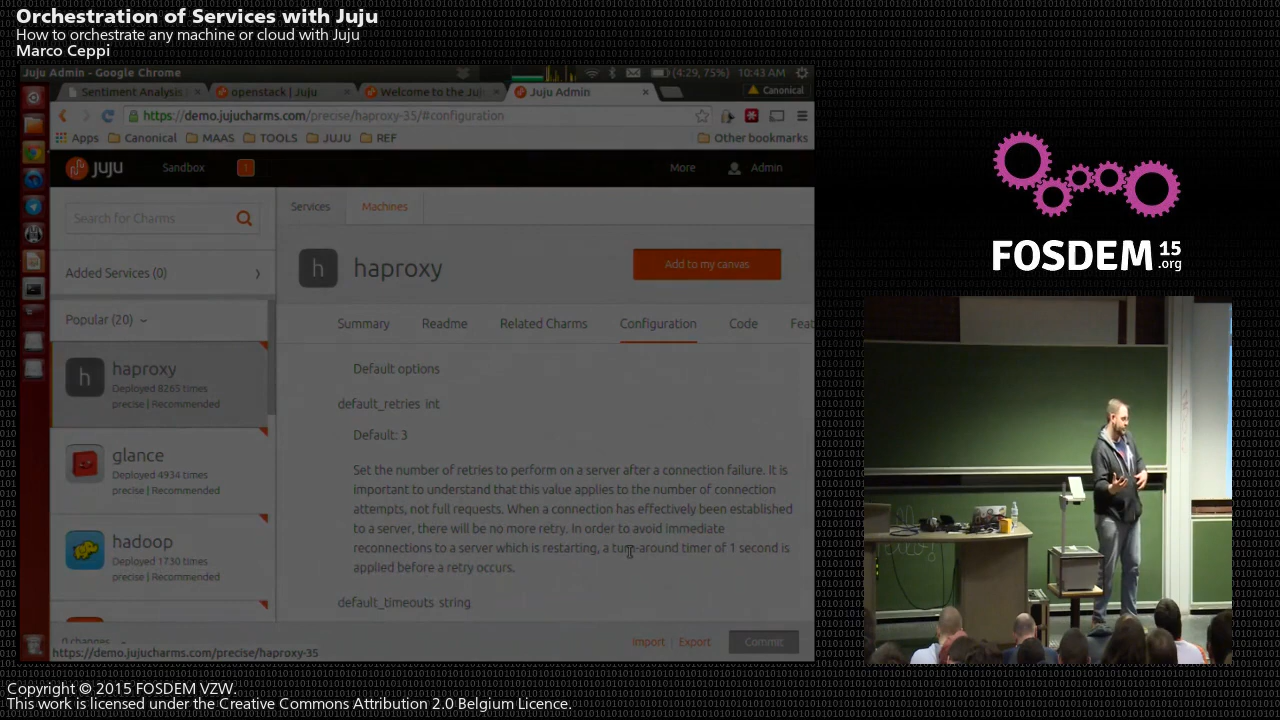 Orchestration of Services with Juju
How to orchestrate any machine or cloud with Juju
Marco Ceppi
Juju Admin - Google Chrome
(4:29, 75%) 10:43 AM
Sentiment Analysis
openstack | Juju
Welcome to the Ju
Juju Admin
Canonical
https://demo.jujucharms.com/precise/haproxy-35/#configuration
Apps Canonical MAAS TOOLS JUJU REF Other bookmarks
juju Sandbox 1 More Admin
Search for Charms
Services Machines
Added Services (0)
h haproxy Add to my canvas
Popular (20)
Summary Readme Related Charms Configuration Code Feat
h haproxy
Deployed 8265 times
precise | Recommended
glance
Deployed 4934 times
precise | Recommended
hadoop
Deployed 1730 times
precise | Recommended
Default options
default_retries int
Default: 3
Set the number of retries to perform on a server after a connection failure. It is
important to understand that this value applies to the number of connection
attempts, not full requests. When a connection has effectively been established
to a server, there will be no more retry. In order to avoid immediate
reconnections to a server which is restarting, a turn-around timer of 1 second is
applied before a retry occurs.
default_timeouts string
0 changes
Import | Export Commit
https://demo.jujucharms.com/precise/haproxy-35
FOSDEM 15
.org
Copyright © 2015 FOSDEM VZW.
This work is licensed under the Creative Commons Attribution 2.0 Belgium Licence.